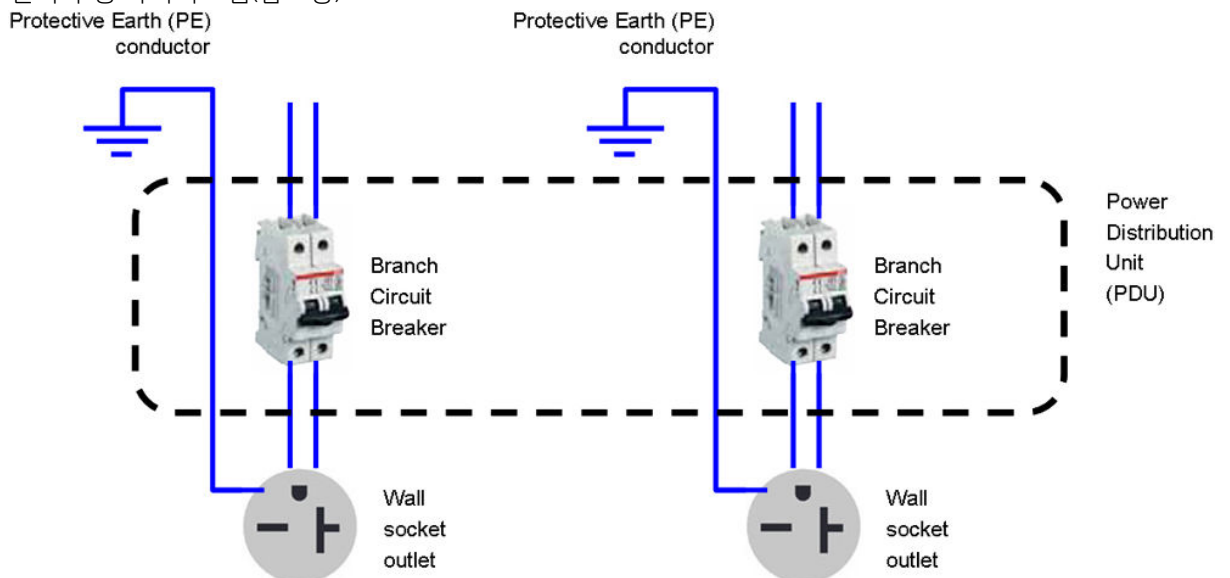 Protective Earth (PE)
conductor
Protective Earth (PE)
conductor
Branch
Circuit
Breaker
Branch
Circuit
Breaker
Power
Distribution
Unit
(PDU)
Wall
socket
outlet
Wall
socket
outlet